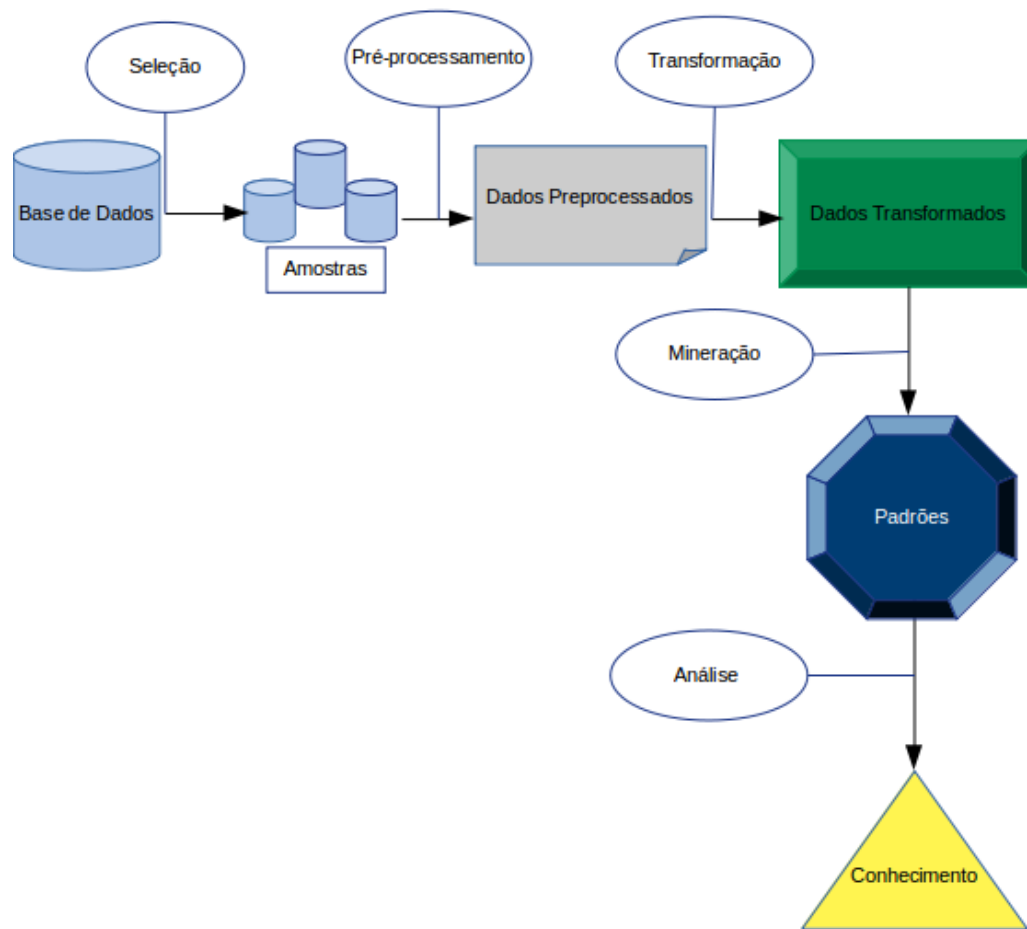 Seleção
Pré-processamento
Transformação
Base de Dados
Amostras
Dados Preprocessados
Dados Transformados
Mineração
Padrões
Análise
Conhecimento